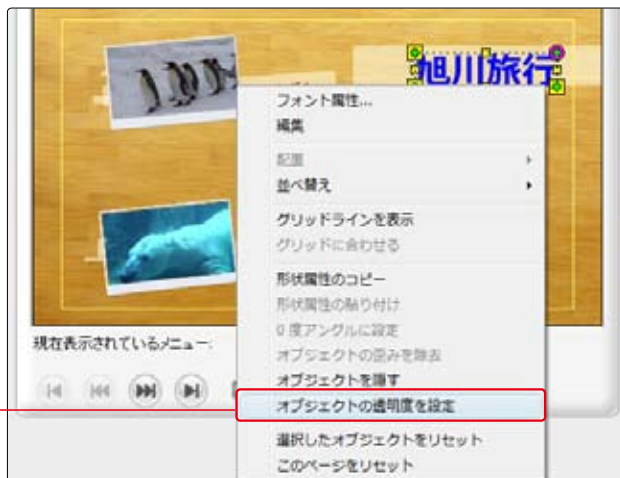 旭川旅行
フォント属性...
編集
配置
並べ替え
グリッドラインを表示
グリッドに合わせる
形状属性のコピー
形状属性の貼り付け
0 度アングルに設定
オブジェクトの歪みを除去
オブジェクトを隠す
オブジェクトの透明度を設定
選択したオブジェクトをリセット
このページをリセット
現在表示されているメニュー: